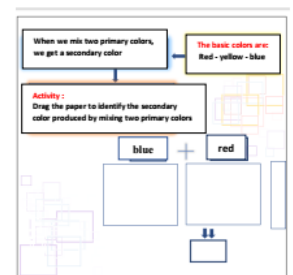 When we mix two primary colors,
we get a secondary color
The basic colors are:
Red - yellow - blue
Activity :
Drag the paper to identify the secondary
color produced by mixing two primary colors
blue + red